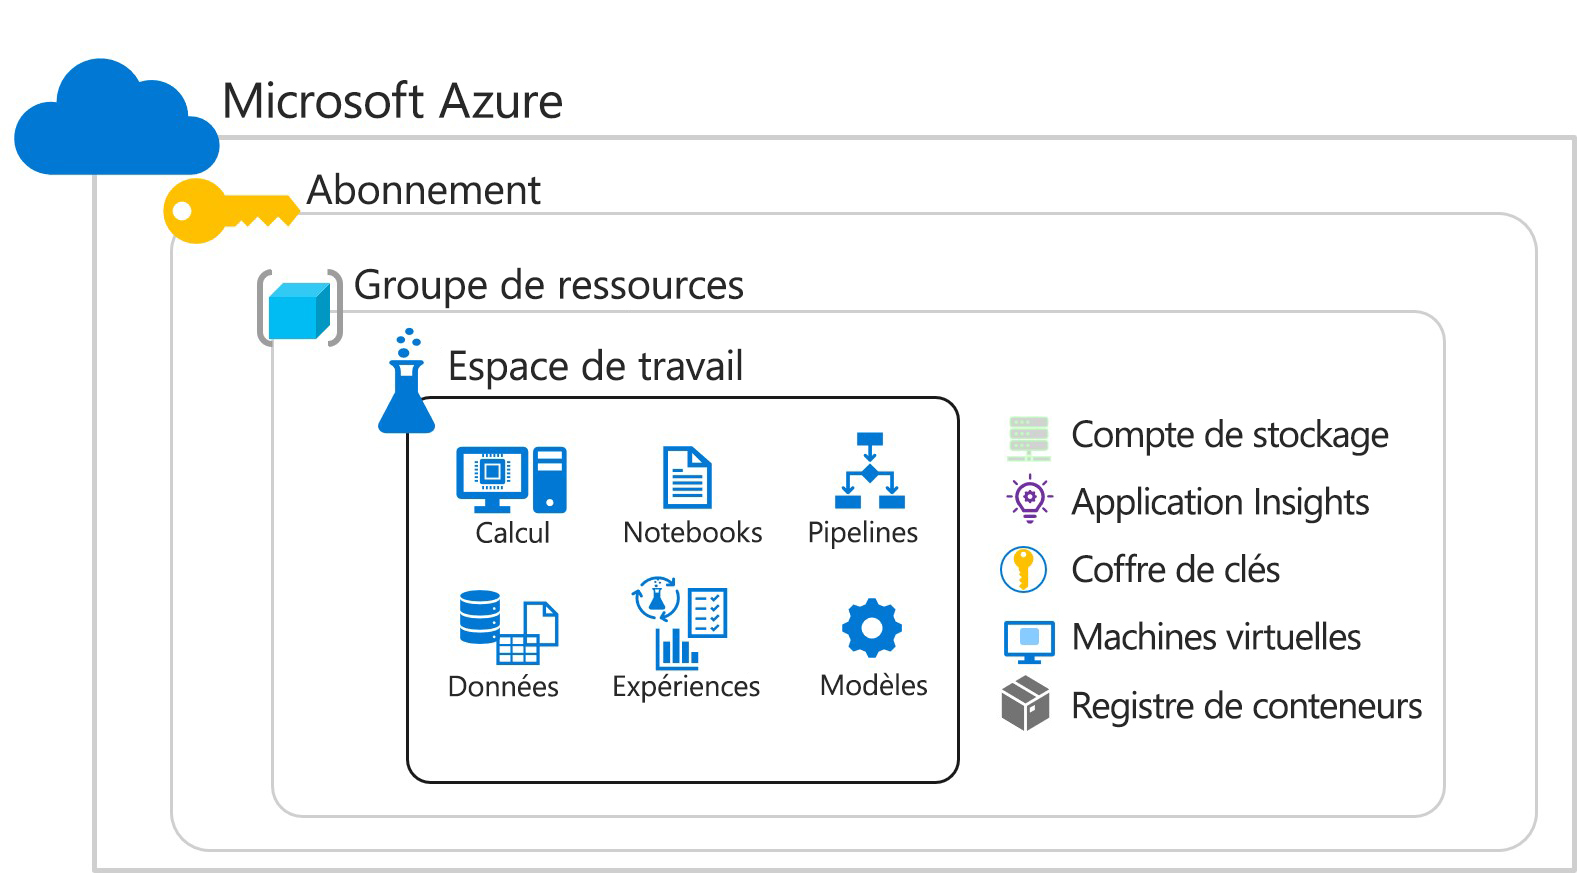 Microsoft Azure
Abonnement
Groupe de ressources
Espace de travail
Calcul
Notebooks
Pipelines
Données
Expériences
Modèles
Compte de stockage
Application Insights
Coffre de clés
Machines virtuelles
Registre de conteneurs